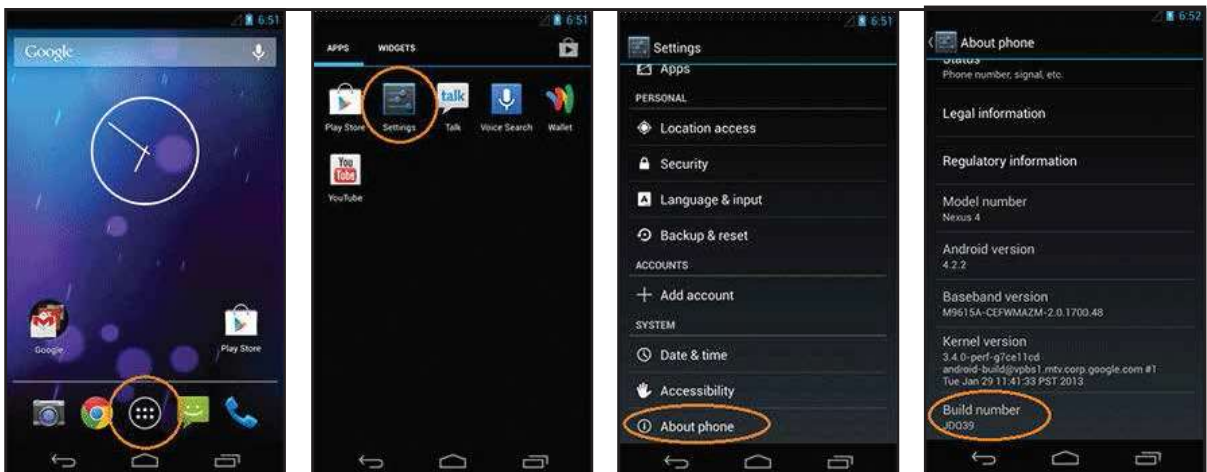 6:51
Google
Google
Play Store
6:51
APPS WIDGETS
Play Store Settings talk Talk Voice Search Wallet
You
Tube
YouTube
6:51
Settings
Apps
PERSONAL
Location access
Security
A Language & input
Backup & reset
ACCOUNTS
Add account
SYSTEM
Date & time
Accessibility
About phone
6:52
About phone
Status
Phone number, signal, etc.
Legal information
Regulatory information
Model number
Nexus 4
Android version
4.2.2
Baseband version
M9615A-CEFWMAZM-2.0.1700.48
Kernel version
3.4.0-perf-g7ce11cd
android-build@vpbs1.mtv.corp.google.com #1
Tue Jan 29 11:41:33 PST 2013
Build number
JDQ39